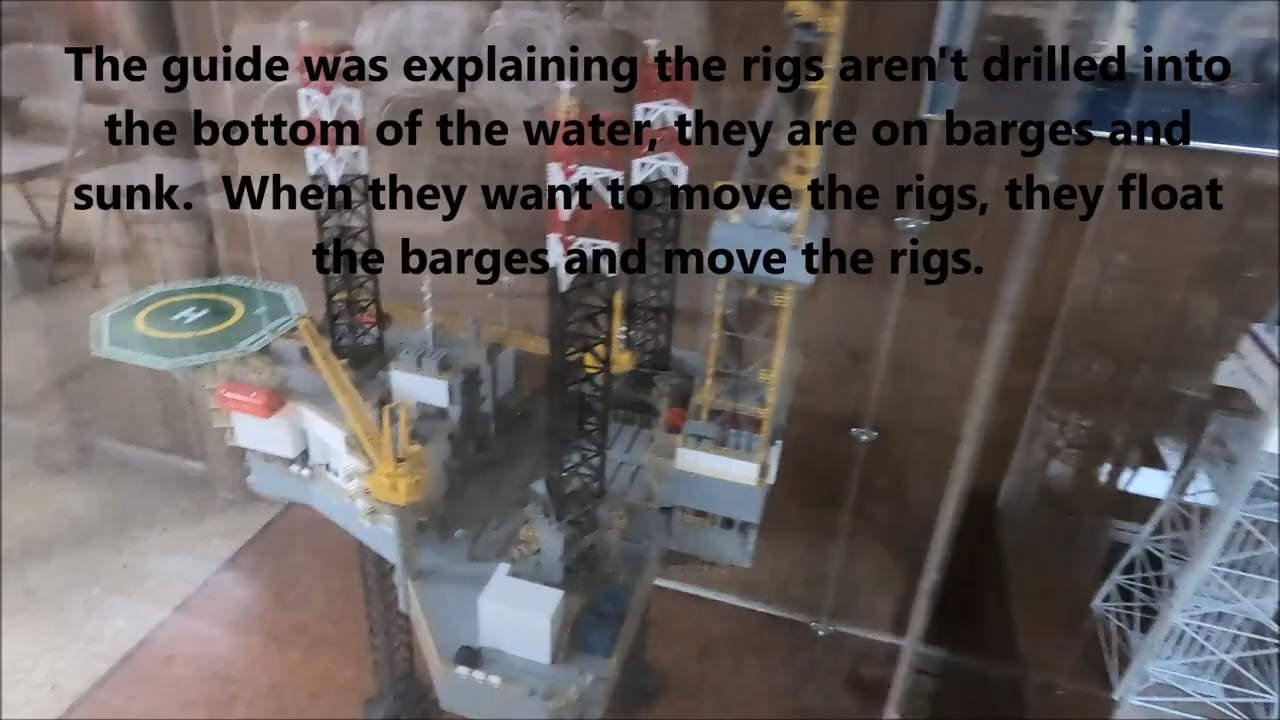 The guide was explaining the rigs aren't drilled into
the bottom of the water, they are on barges and
sunk.  When they want to move the rigs, they float
the barges and move the rigs.
H